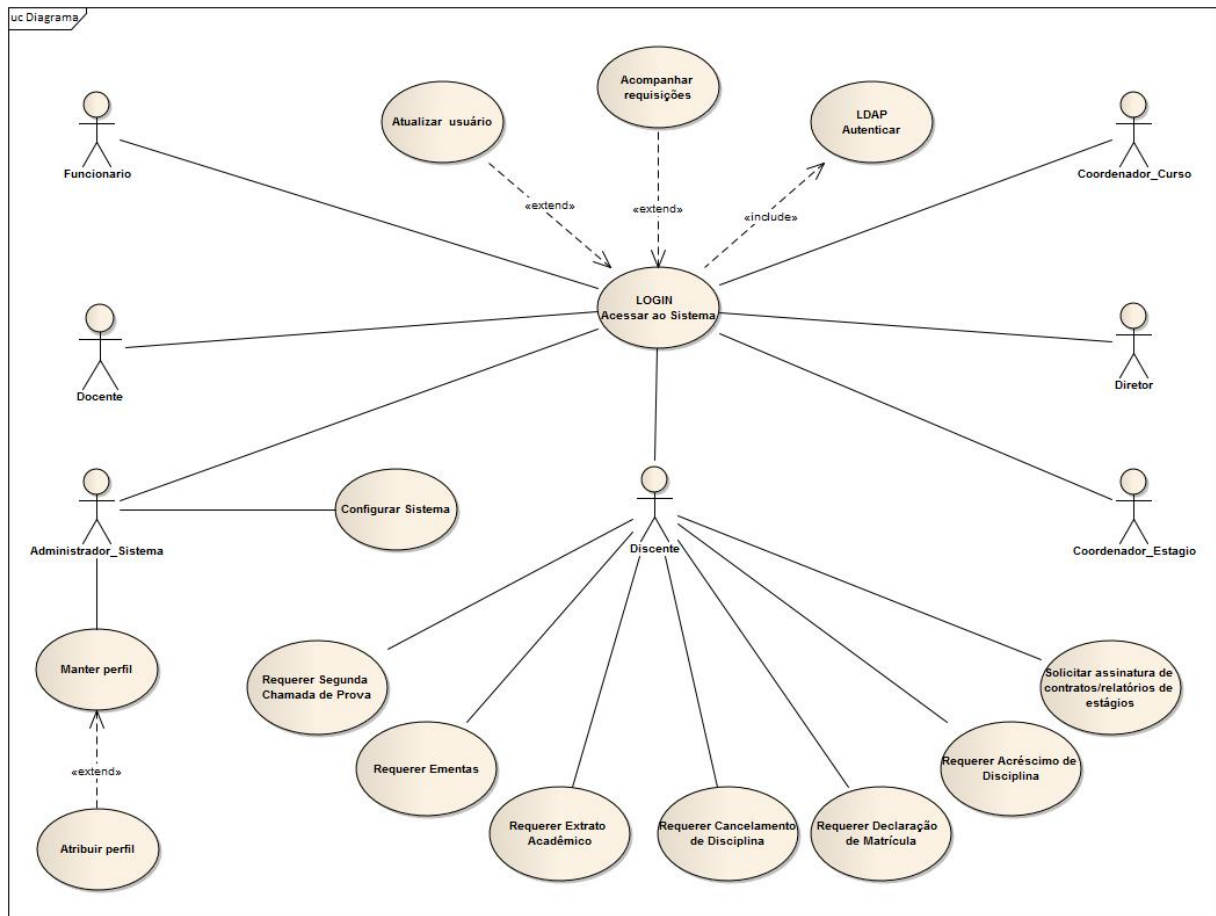 uc Diagrama
Acompanhar
requisições
Atualizar usuário
LDAP
Autenticar
Funcionario
Coordenador_Curso
«extend»
«extend»
«include»
LOGIN
Acessar ao Sistema
Docente
Diretor
Configurar Sistema
Administrador_Sistema
Discente
Coordenador_Estagio
Manter perfil
Requerer Segunda
Chamada de Prova
Solicitar assinatura de
contratos/relatórios de
estágios
«extend»
Requerer Ementas
Requerer Acréscimo de
Disciplina
Atribuir perfil
Requerer Extrato
Acadêmico
Requerer Cancelamento
de Disciplina
Requerer Declaração
de Matrícula